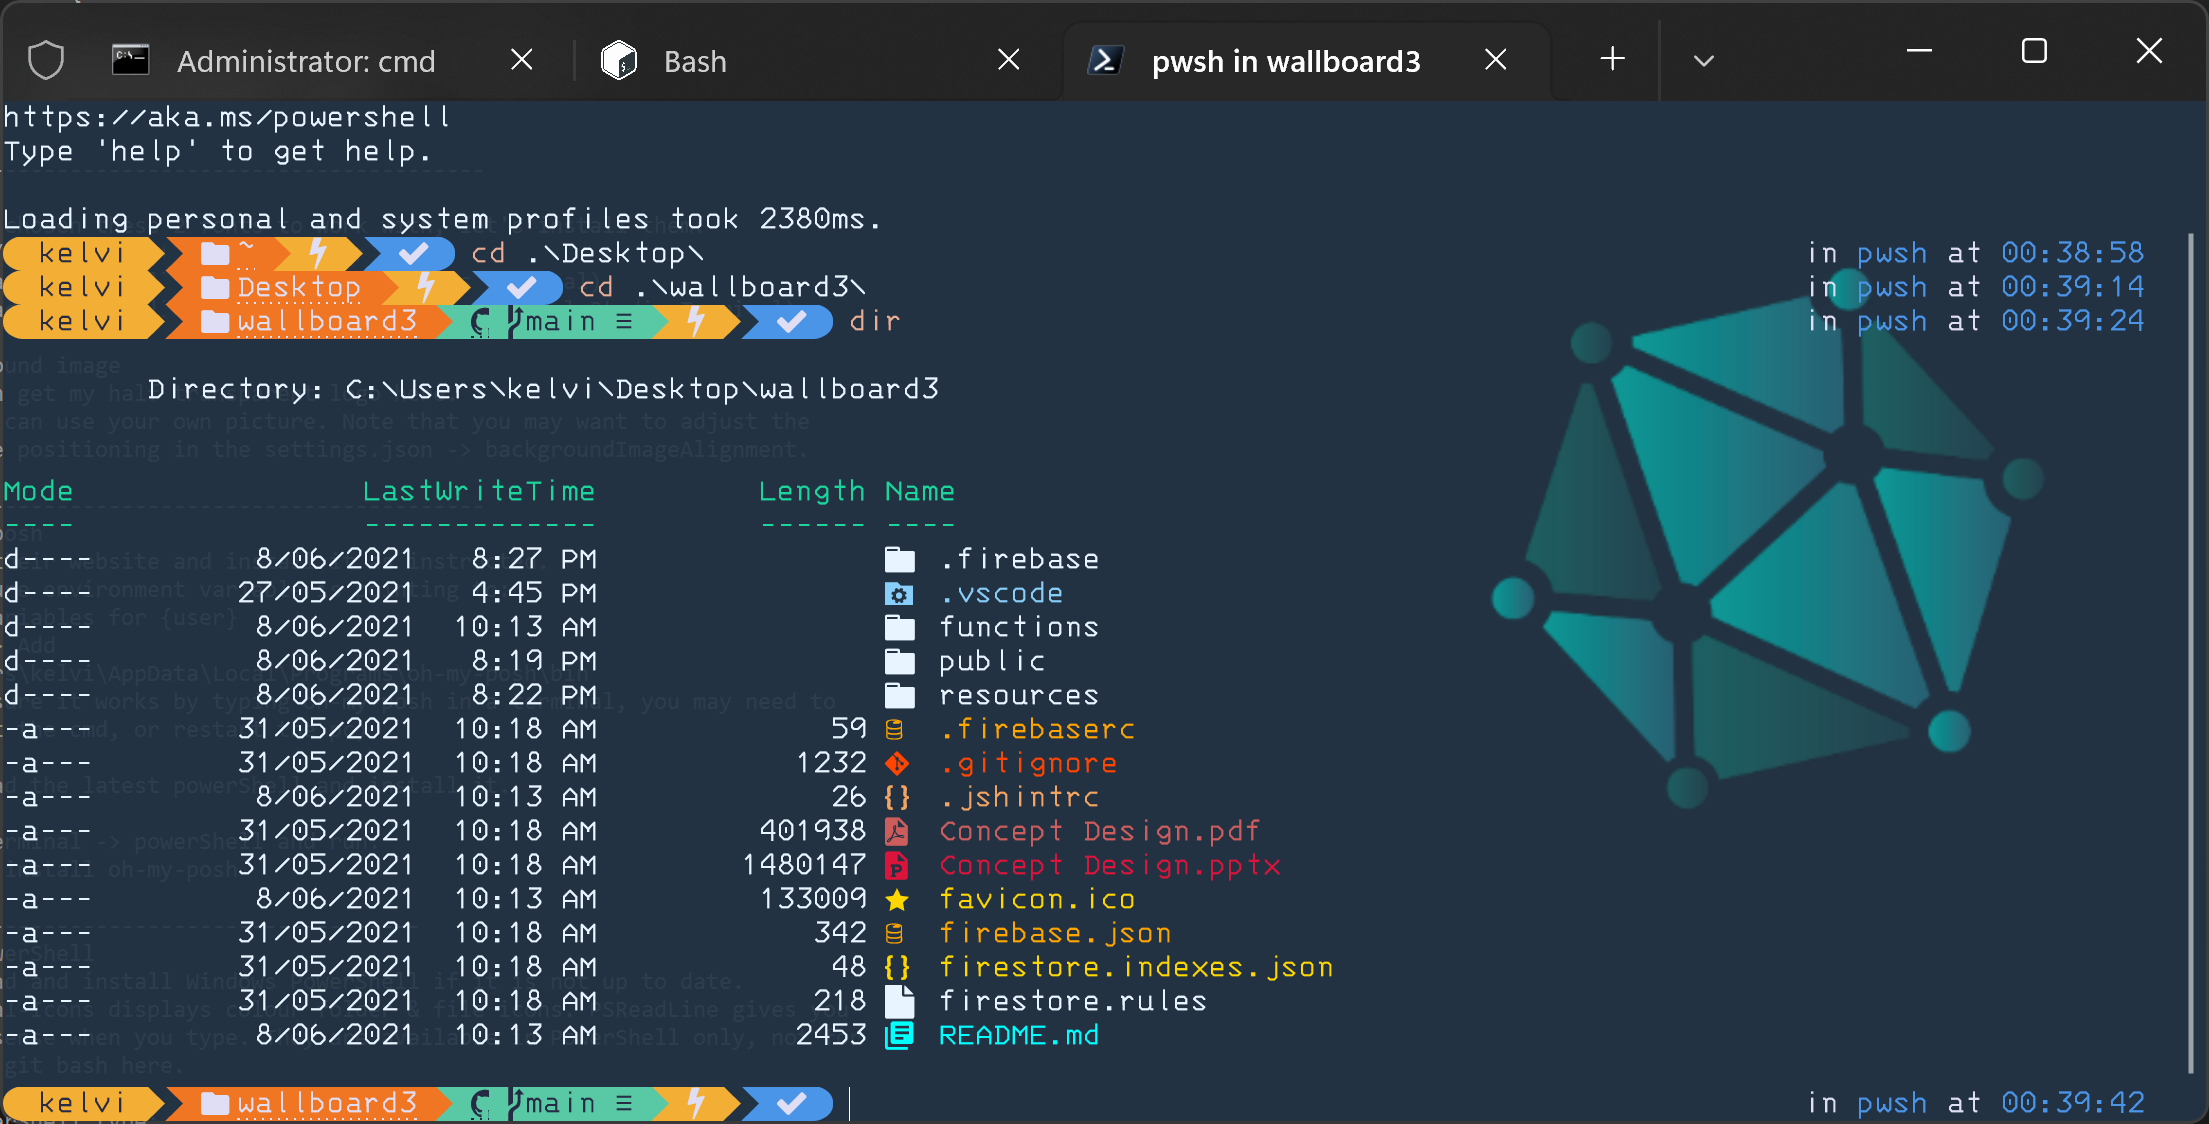 Administrator: cmd
Bash
pwsh in wallboard3
https://aka.ms/powershell
Type 'help' to get help.
Loading personal and system profiles took 2380ms.
kelvi ~ cd .\Desktop\ in pwsh at 00:38:58
kelvi Desktop cd .\wallboard3\ in pwsh at 00:39:14
kelvi wallboard3 main ≡ dir in pwsh at 00:39:24
Directory: C:\Users\kelvi\Desktop\wallboard3
Mode LastWriteTime Length Name
---- ------------- ------ ----
d---- 8/06/2021 8:27 PM .firebase
d---- 27/05/2021 4:45 PM .vscode
d---- 8/06/2021 10:13 AM functions
d---- 8/06/2021 8:19 PM public
d---- 8/06/2021 8:22 PM resources
-a--- 31/05/2021 10:18 AM 59 .firebaserc
-a--- 31/05/2021 10:18 AM 1232 .gitignore
-a--- 8/06/2021 10:13 AM 26 .jshintrc
-a--- 31/05/2021 10:18 AM 401938 Concept Design.pdf
-a--- 31/05/2021 10:18 AM 1480147 Concept Design.pptx
-a--- 8/06/2021 10:13 AM 133009 favicon.ico
-a--- 31/05/2021 10:18 AM 342 firebase.json
-a--- 31/05/2021 10:18 AM 48 firestore.indexes.json
-a--- 31/05/2021 10:18 AM 218 firestore.rules
-a--- 8/06/2021 10:13 AM 2453 README.md
kelvi wallboard3 main ≡ in pwsh at 00:39:42